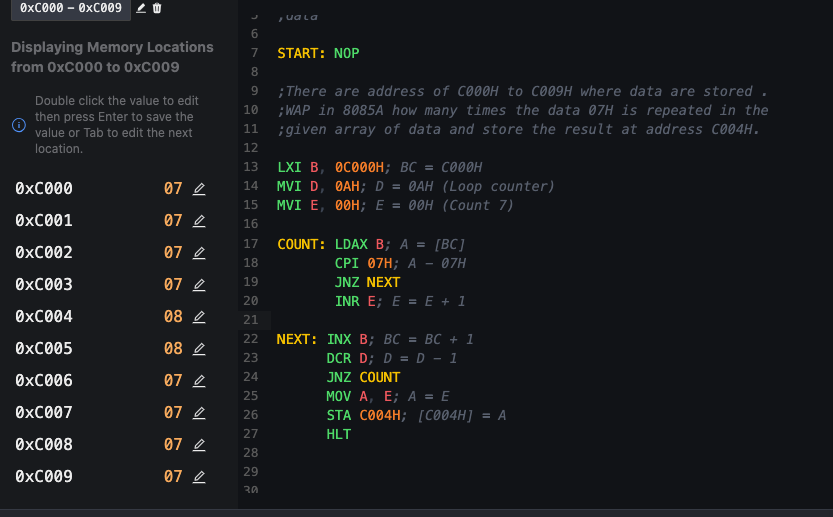 0xC000 – 0xC009
Displaying Memory Locations
from 0xC000 to 0xC009
Double click the value to edit
then press Enter to save the
value or Tab to edit the next
location.
0xC000 07
0xC001 07
0xC002 07
0xC003 07
0xC004 08
0xC005 08
0xC006 07
0xC007 07
0xC008 07
0xC009 07
5 ;data
6
7 START: NOP
8
9 ;There are address of C000H to C009H where data are stored .
10 ;WAP in 8085A how many times the data 07H is repeated in the
11 ;given array of data and store the result at address C004H.
12
13 LXI B, 0C000H; BC = C000H
14 MVI D, 0AH; D = 0AH (Loop counter)
15 MVI E, 00H; E = 00H (Count 7)
16
17 COUNT: LDAX B; A = [BC]
18 CPI 07H; A – 07H
19 JNZ NEXT
20 INR E; E = E + 1
21
22 NEXT: INX B; BC = BC + 1
23 DCR D; D = D – 1
24 JNZ COUNT
25 MOV A, E; A = E
26 STA C004H; [C004H] = A
27 HLT
28
29
30